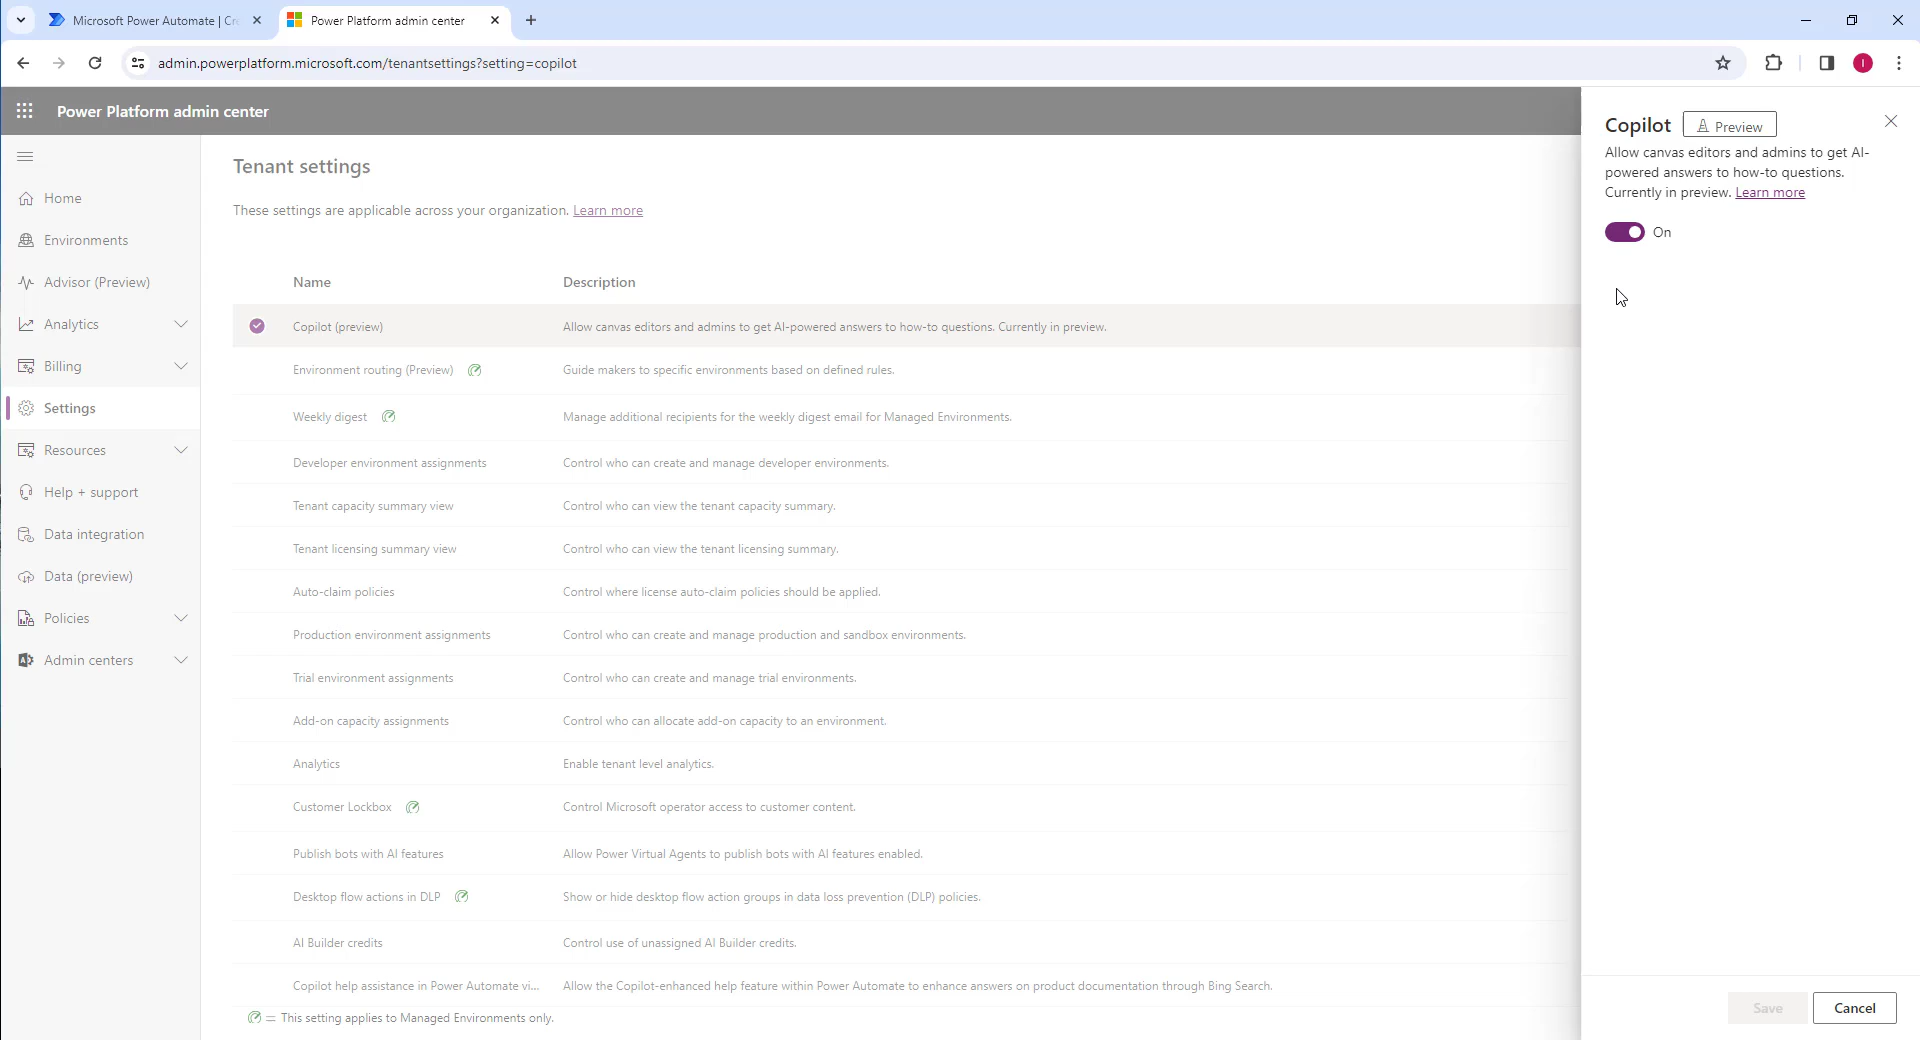 Microsoft Power Automate | Cre
Power Platform admin center
admin.powerplatform.microsoft.com/tenantsettings?setting=copilot
I
Power Platform admin center
Home
Environments
Advisor (Preview)
Analytics
Billing
Settings
Resources
Help + support
Data integration
Data (preview)
Policies
Admin centers
Tenant settings
These settings are applicable across your organization. Learn more
Name Description
Copilot (preview) Allow canvas editors and admins to get AI-powered answers to how-to questions. Currently in preview.
Environment routing (Preview) Guide makers to specific environments based on defined rules.
Weekly digest Manage additional recipients for the weekly digest email for Managed Environments.
Developer environment assignments Control who can create and manage developer environments.
Tenant capacity summary view Control who can view the tenant capacity summary.
Tenant licensing summary view Control who can view the tenant licensing summary.
Auto-claim policies Control where license auto-claim policies should be applied.
Production environment assignments Control who can create and manage production and sandbox environments.
Trial environment assignments Control who can create and manage trial environments.
Add-on capacity assignments Control who can allocate add-on capacity to an environment.
Analytics Enable tenant level analytics.
Customer Lockbox Control Microsoft operator access to customer content.
Publish bots with AI features Allow Power Virtual Agents to publish bots with AI features enabled.
Desktop flow actions in DLP Show or hide desktop flow action groups in data loss prevention (DLP) policies.
AI Builder credits Control use of unassigned AI Builder credits.
Copilot help assistance in Power Automate vi... Allow the Copilot-enhanced help feature within Power Automate to enhance answers on product documentation through Bing Search.
= This setting applies to Managed Environments only.
Copilot Preview
Allow canvas editors and admins to get AI-
powered answers to how-to questions.
Currently in preview. Learn more
On
Save Cancel